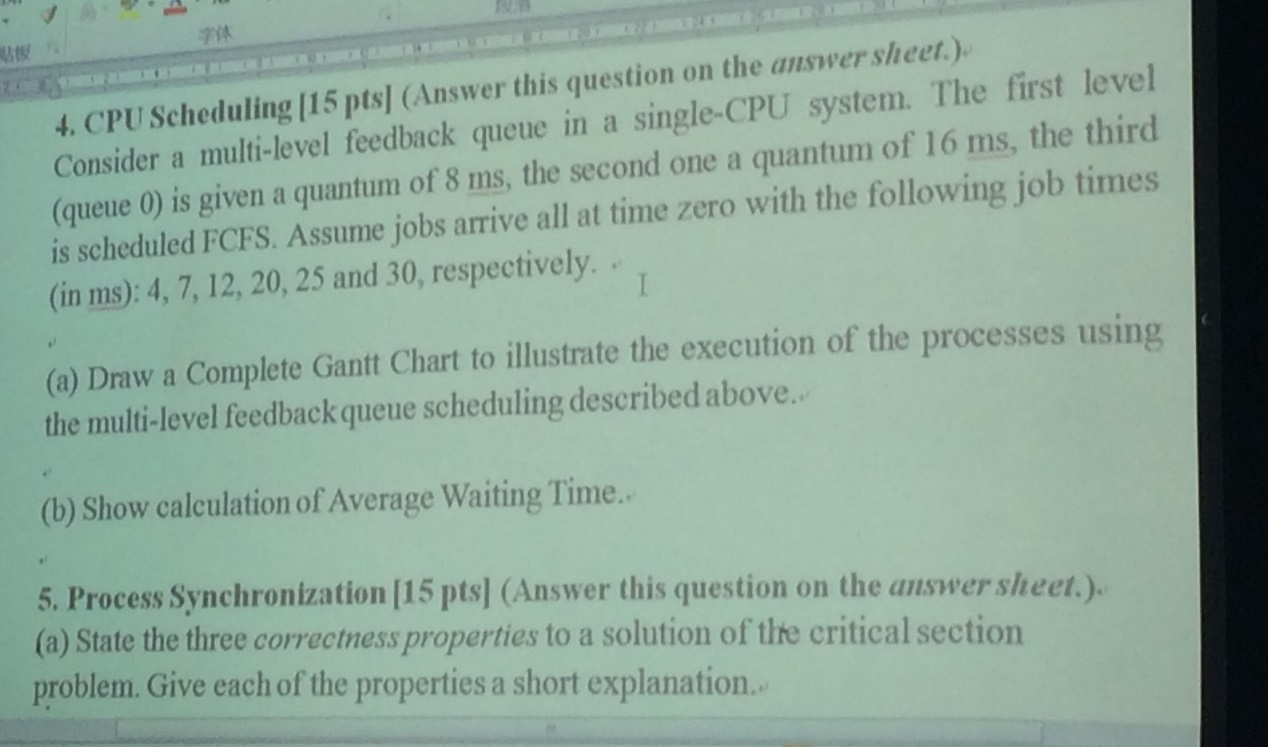 字体
4. CPU Scheduling [15 pts] (Answer this question on the answer sheet.)
Consider a multi-level feedback queue in a single-CPU system. The first level
(queue 0) is given a quantum of 8 ms, the second one a quantum of 16 ms, the third
is scheduled FCFS. Assume jobs arrive all at time zero with the following job times
(in ms): 4, 7, 12, 20, 25 and 30, respectively.
(a) Draw a Complete Gantt Chart to illustrate the execution of the processes using
the multi-level feedback queue scheduling described above.
(b) Show calculation of Average Waiting Time.
5. Process Synchronization [15 pts] (Answer this question on the answer sheet.)
(a) State the three correctness properties to a solution of the critical section
problem. Give each of the properties a short explanation.